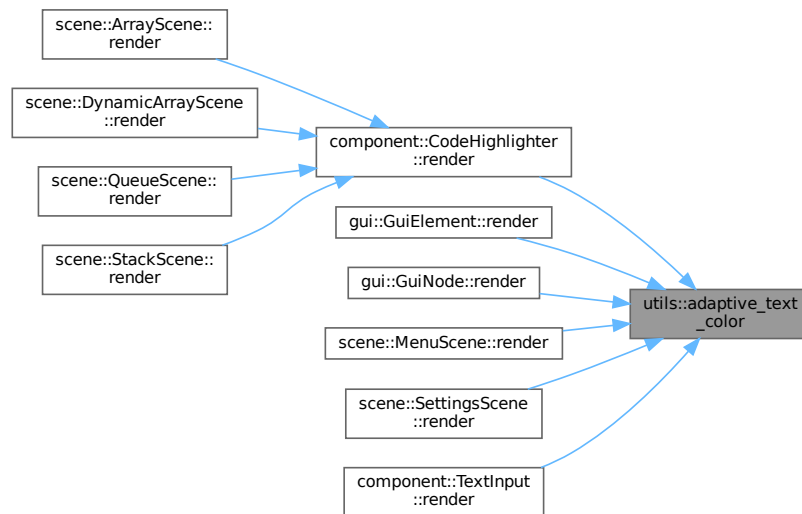 scene::ArrayScene::
render
scene::DynamicArrayScene
::render
scene::QueueScene::
render
scene::StackScene::
render
component::CodeHighlighter
::render
gui::GuiElement::render
gui::GuiNode::render
scene::MenuScene::render
scene::SettingsScene
::render
component::TextInput
::render
utils::adaptive_text
_color